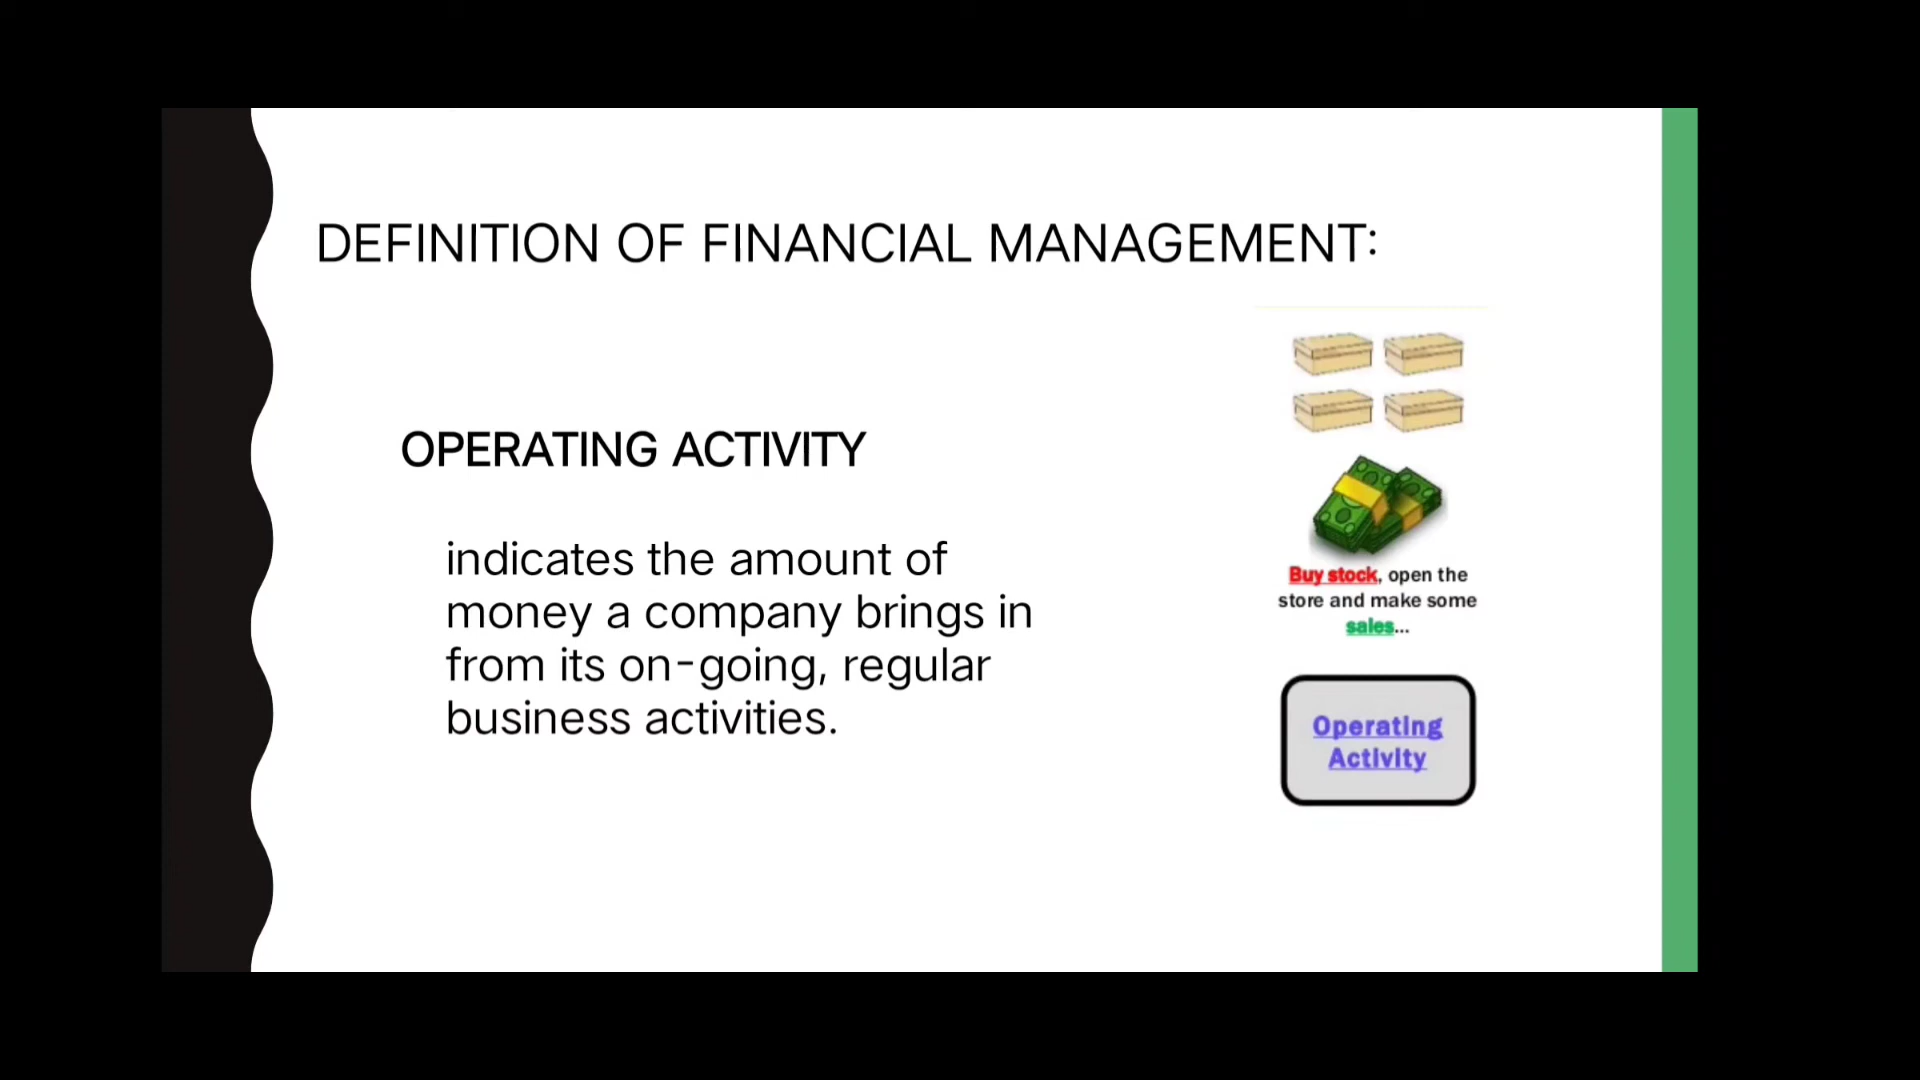 DEFINITION OF FINANCIAL MANAGEMENT:
OPERATING ACTIVITY
indicates the amount of
money a company brings in
from its on-going, regular
business activities.
Buy stock, open the
store and make some
sales...
Operating
Activity